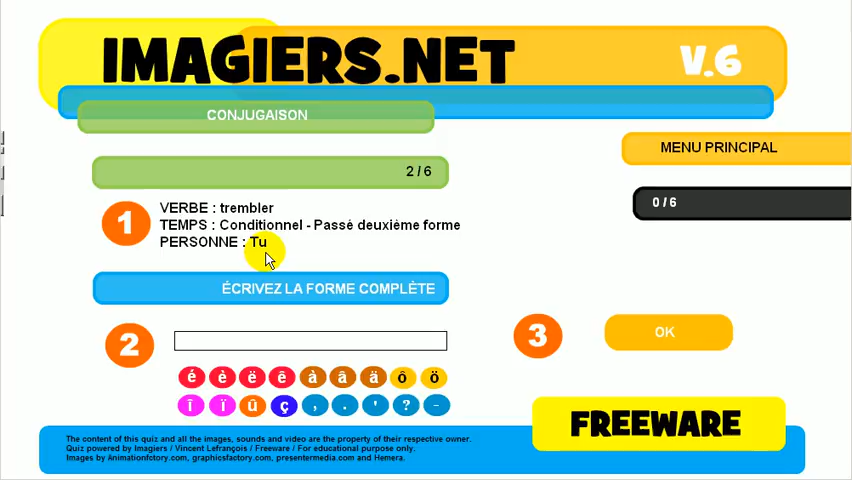 IMAGIERS.NET
V.6
CONJUGAISON
MENU PRINCIPAL
2 / 6
0 / 6
1
VERBE : trembler
TEMPS : Conditionnel - Passé deuxième forme
PERSONNE : Tu
ÉCRIVEZ LA FORME COMPLÈTE
2
3
OK
é è ë ê à â ä ô ö
î ï û ç , . ' ? -
FREEWARE
The content of this quiz and all the images, sounds and video are the property of their respective owner.
Quiz powered by Imagiers / Vincent Lefrançois / Freeware / For educational purpose only.
Images by Animationfctory.com, graphicsfactory.com, presentermedia.com and Hemera.